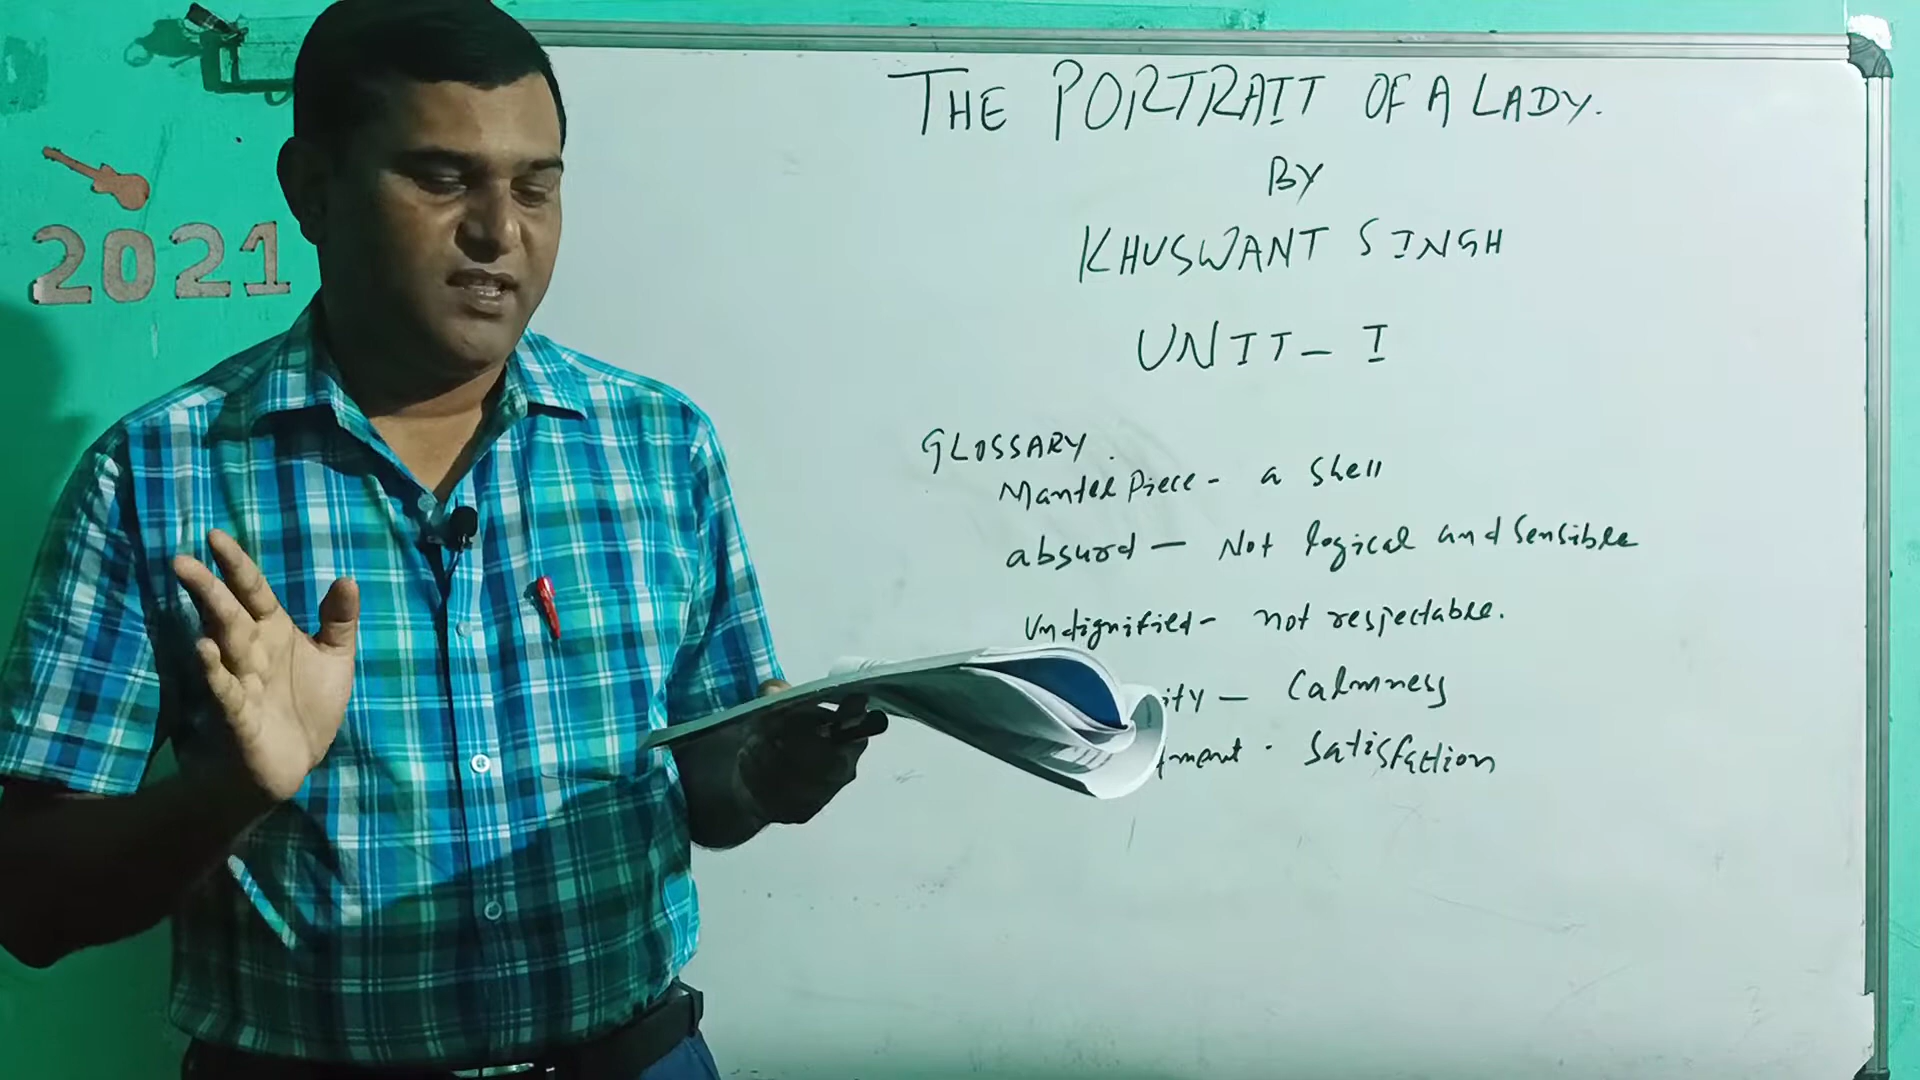 2021
THE PORTRAIT OF A LADY.
BY
KHUSWANT SINGH
UNIT - I
GLOSSARY.
Mantel Piece - a shell
absurd - Not logical and sensible
Undignified - not respectable.
ity - Calmness
ment - Satisfaction